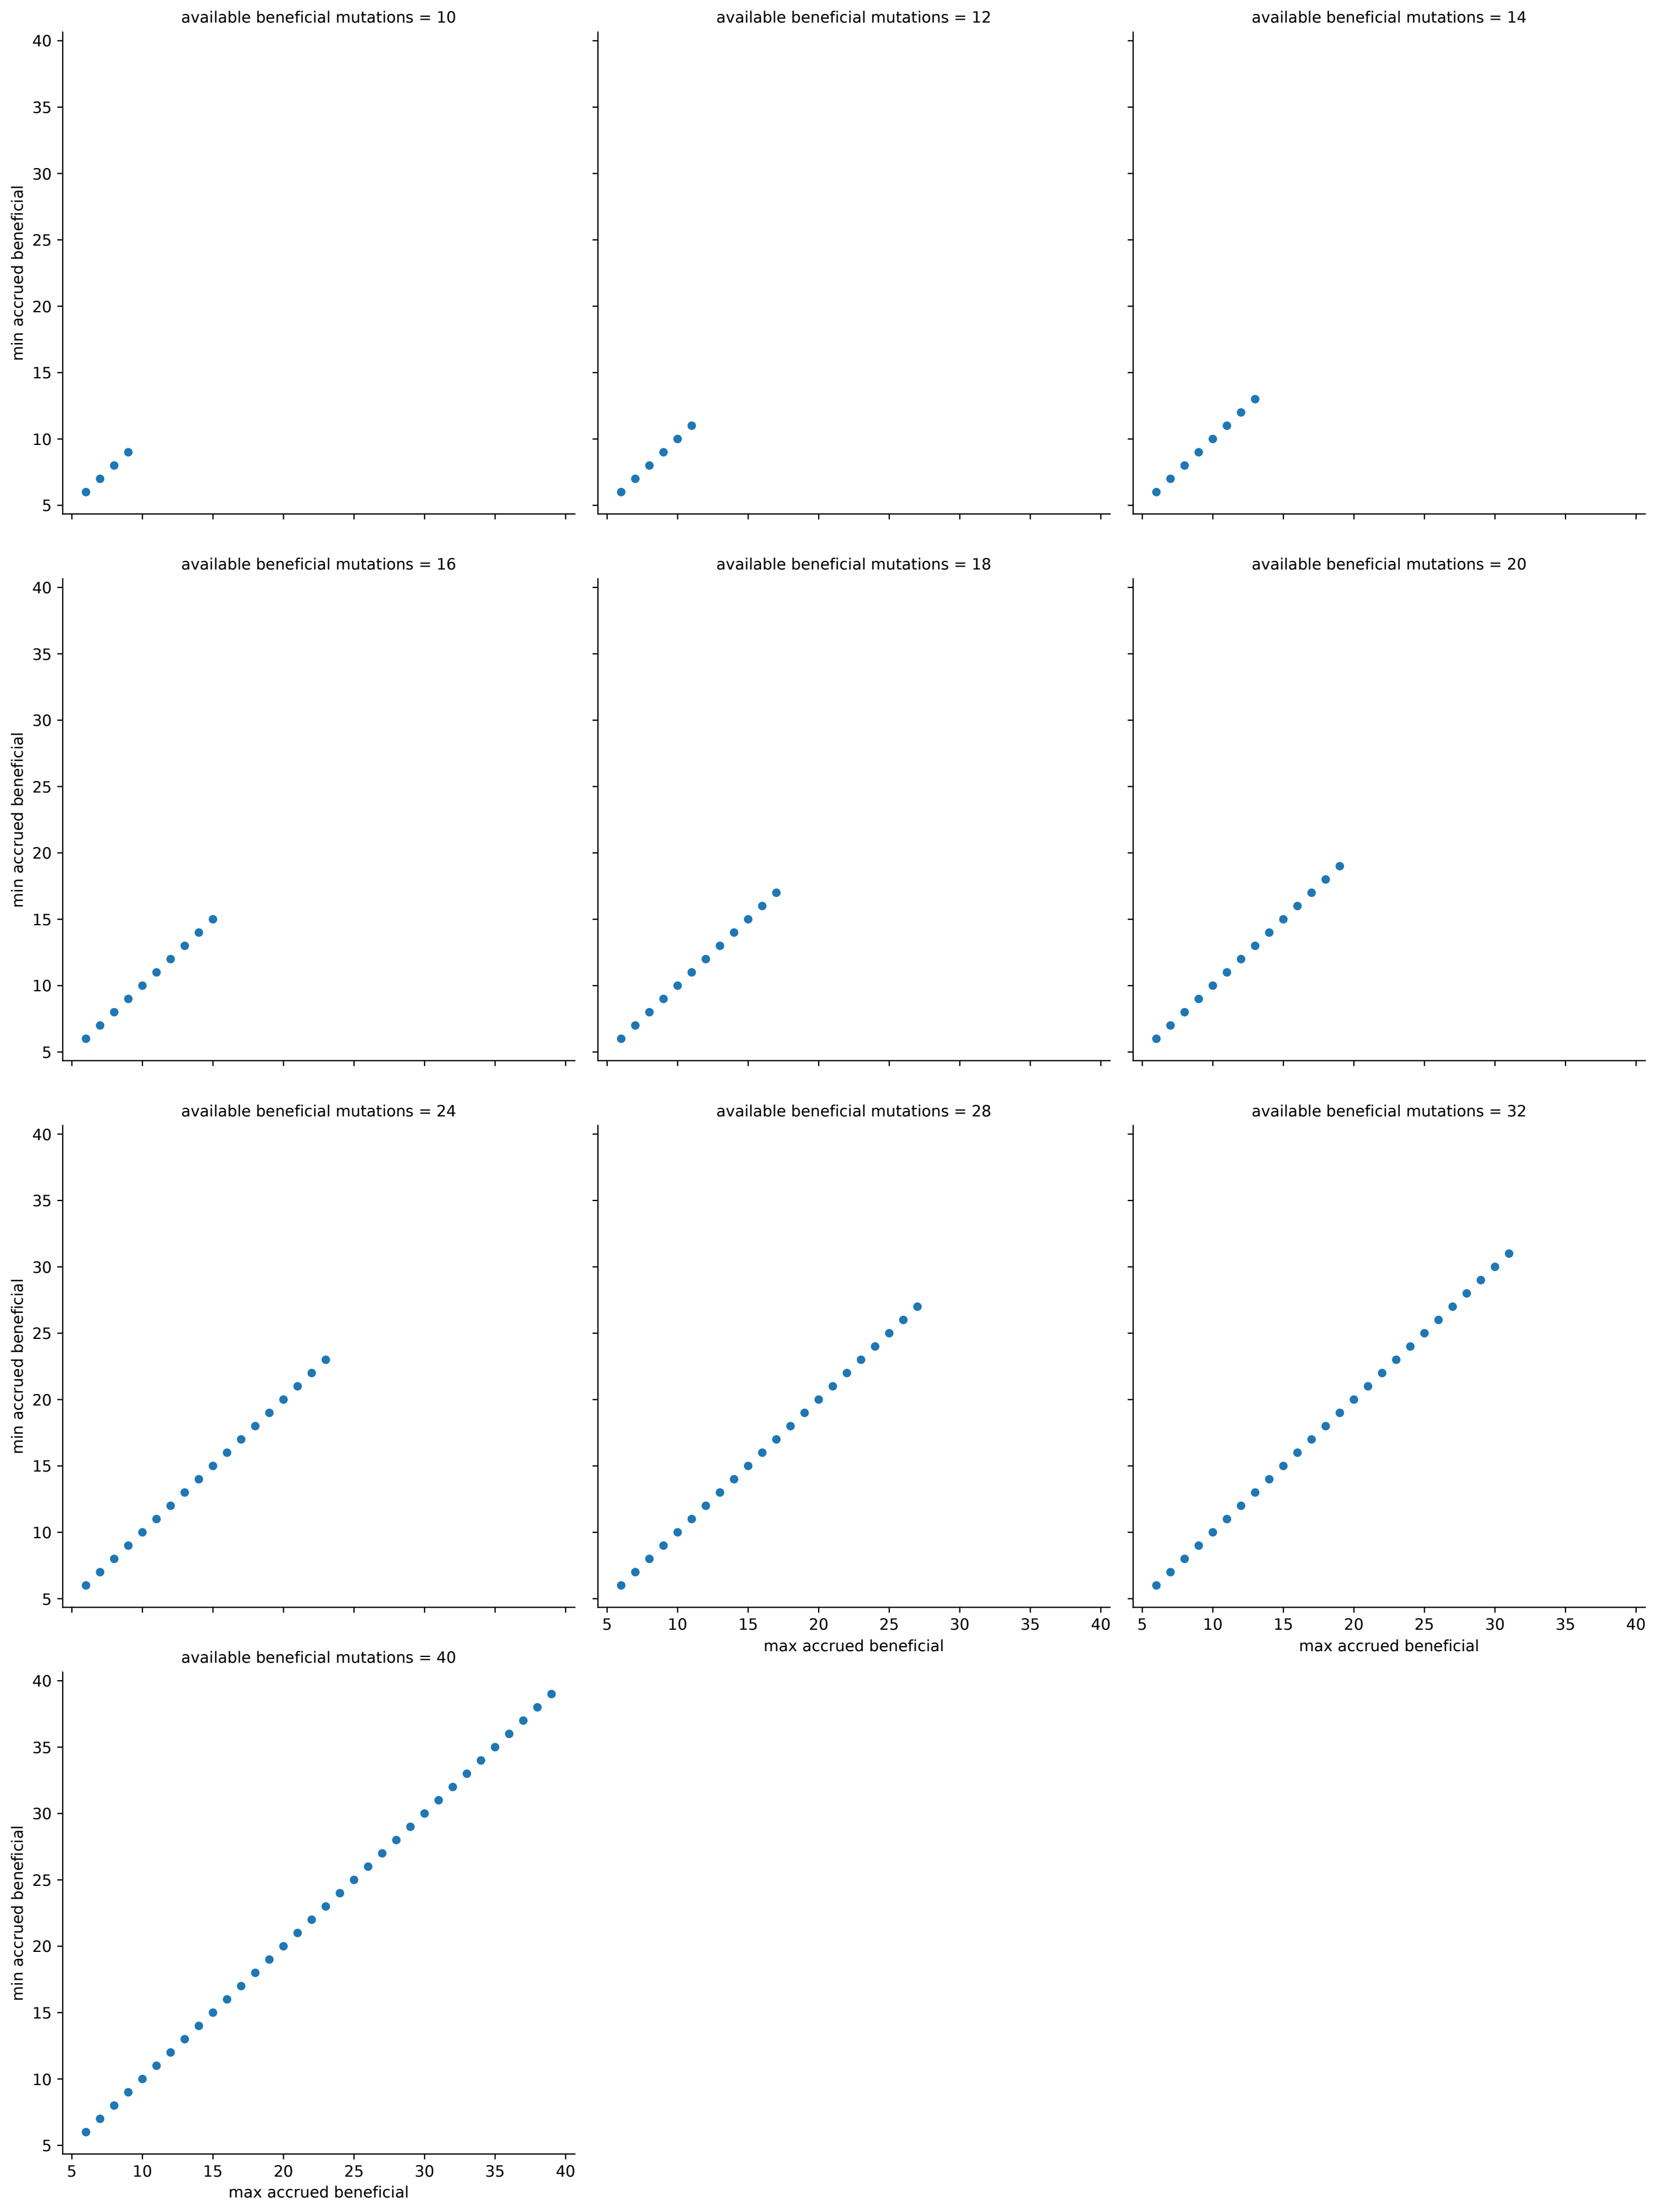 available beneficial mutations = 10
available beneficial mutations = 12
available beneficial mutations = 14
40
35
30
25
20
15
10
5
min accrued beneficial
available beneficial mutations = 16
available beneficial mutations = 18
available beneficial mutations = 20
40
35
30
25
20
15
10
5
min accrued beneficial
available beneficial mutations = 24
available beneficial mutations = 28
available beneficial mutations = 32
40
35
30
25
20
15
10
5
min accrued beneficial
5 10 15 20 25 30 35 40
max accrued beneficial
5 10 15 20 25 30 35 40
max accrued beneficial
available beneficial mutations = 40
40
35
30
25
20
15
10
5
min accrued beneficial
5 10 15 20 25 30 35 40
max accrued beneficial